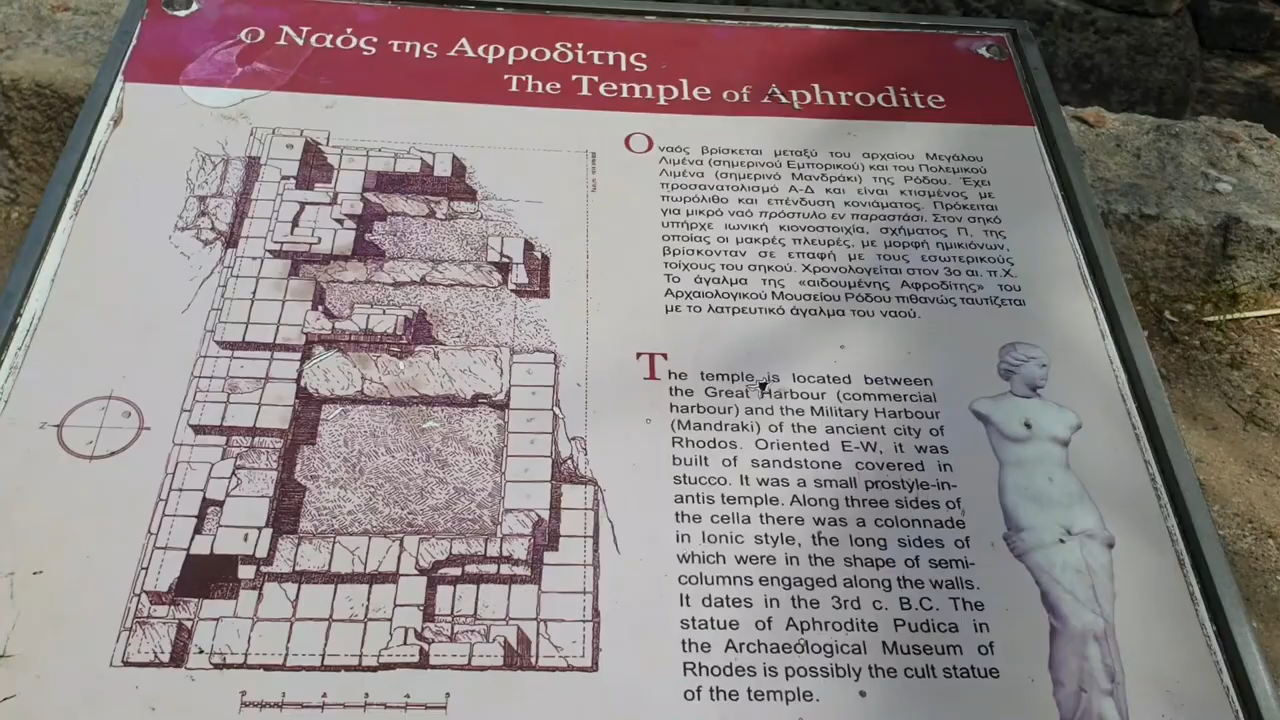 ο Ναός της Αφροδίτης
The Temple of Aphrodite
Ο ναός βρίσκεται μεταξύ του αρχαίου Μεγάλου
Λιμένα (σημερινού Εμπορικού) και του Πολεμικού
Λιμένα (σημερινό Μανδράκι) της Ρόδου. Έχει
προσανατολισμό Α-Δ και είναι κτισμένος με
πωρόλιθο και επένδυση κονιάματος. Πρόκειται
για μικρό ναό πρόστυλο εν παραστάσι. Στον σηκό
υπήρχε ιωνική κιονοστοιχία, σχήματος Π, της
οποίας οι μακρές πλευρές, με μορφή ημικιόνων,
βρίσκονταν σε επαφή με τους εσωτερικούς
τοίχους του σηκού. Χρονολογείται στον 3ο αι. π.Χ.
Το άγαλμα της «αιδουμένης Αφροδίτης» του
Αρχαιολογικού Μουσείου Ρόδου πιθανώς ταυτίζεται
με το λατρευτικό άγαλμα του ναού.
The temple is located between
the Great Harbour (commercial
harbour) and the Military Harbour
(Mandraki) of the ancient city of
Rhodos. Oriented E-W, it was
built of sandstone covered in
stucco. It was a small prostyle-in-
antis temple. Along three sides of
the cella there was a colonnade
in Ionic style, the long sides of
which were in the shape of semi-
columns engaged along the walls.
It dates in the 3rd c. B.C. The
statue of Aphrodite Pudica in
the Archaeological Museum of
Rhodes is possibly the cult statue
of the temple.